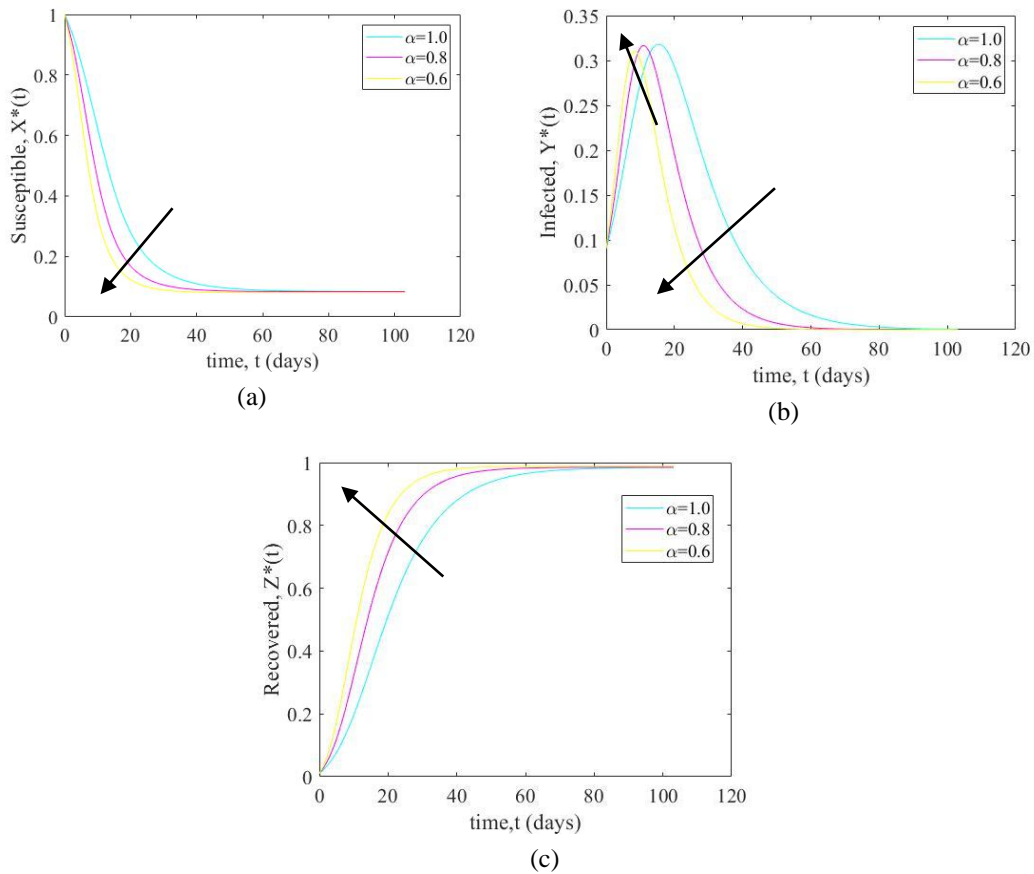 1
0.8
0.6
0.4
0.2
0
0
20
40
60
80
100
120
Susceptible, X*(t)
time, t (days)
α=1.0
α=0.8
α=0.6
(a)
0.35
0.3
0.25
0.2
0.15
0.1
0.05
0
0
20
40
60
80
100
120
Infected, Y*(t)
time, t (days)
α=1.0
α=0.8
α=0.6
(b)
1
0.8
0.6
0.4
0.2
0
0
20
40
60
80
100
120
Recovered, Z*(t)
time,t (days)
α=1.0
α=0.8
α=0.6
(c)